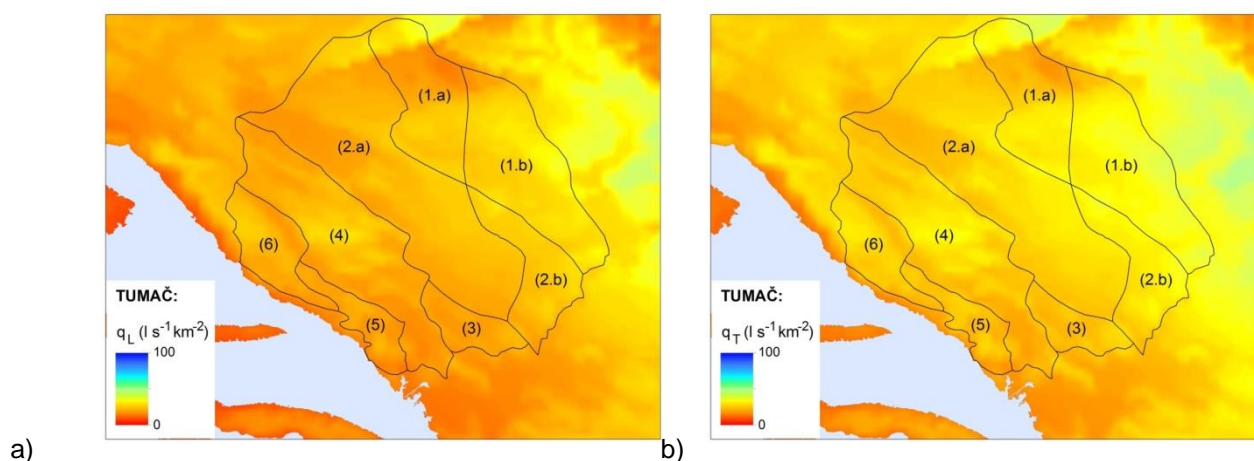 (1.a)
(2.a)
(1.b)
(4)
(6)
(2.b)
(5)
(3)
TUMAČ:
q_L (l s⁻¹ km⁻²)
100
0
a)
(1.a)
(2.a)
(1.b)
(4)
(6)
(2.b)
(5)
(3)
TUMAČ:
q_T (l s⁻¹ km⁻²)
100
0
b)